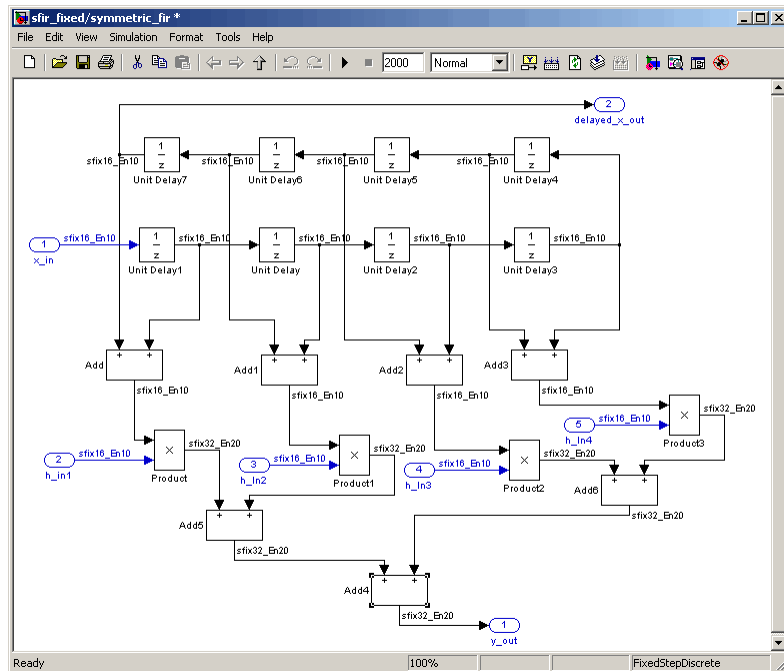 sfir_fixed/symmetric_fir *
File Edit View Simulation Format Tools Help
2000 Normal
2
delayed_x_out
sfix16_En10 1 z sfix16_En10 1 z sfix16_En10 1 z sfix16_En10 1 z
Unit Delay7 Unit Delay6 Unit Delay5 Unit Delay4
1 sfix16_En10 1 z sfix16_En10 1 z sfix16_En10 1 z sfix16_En10 1 z sfix16_En10
x_in Unit Delay1 Unit Delay Unit Delay2 Unit Delay3
Add + + Add1 + + Add2 + + Add3 + +
sfix16_En10 sfix16_En10 sfix16_En10 sfix16_En10
5 sfix16_En10 × sfix32_En20
h_In4 Product3
2 sfix16_En10 × sfix32_En20
h_in1 Product
3 sfix16_En10 × sfix32_En20
h_In2 Product1
4 sfix16_En10 × sfix32_En20
h_In3 Product2
Add6 + +
sfix32_En20
Add5 + +
sfix32_En20
Add4 + +
sfix32_En20
1
y_out
Ready 100% FixedStepDiscrete